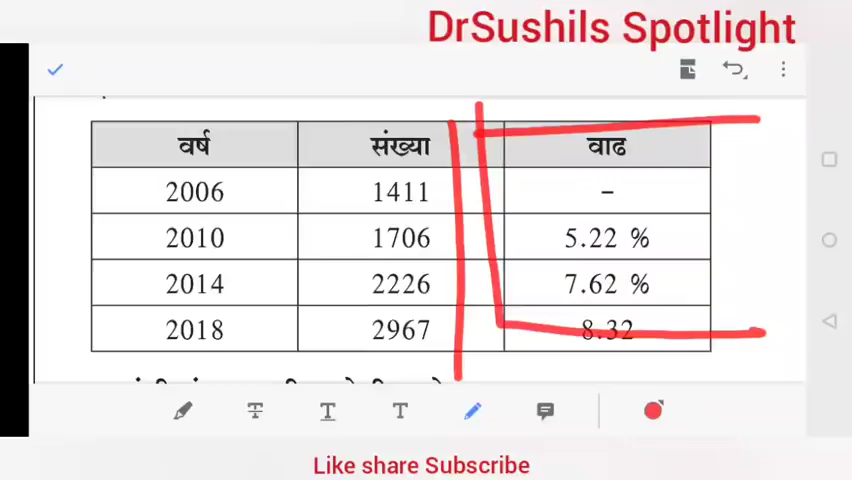 DrSushils Spotlight
वर्ष संख्या वाढ
2006 1411 –
2010 1706 5.22 %
2014 2226 7.62 %
2018 2967 8.32
Like share Subscribe